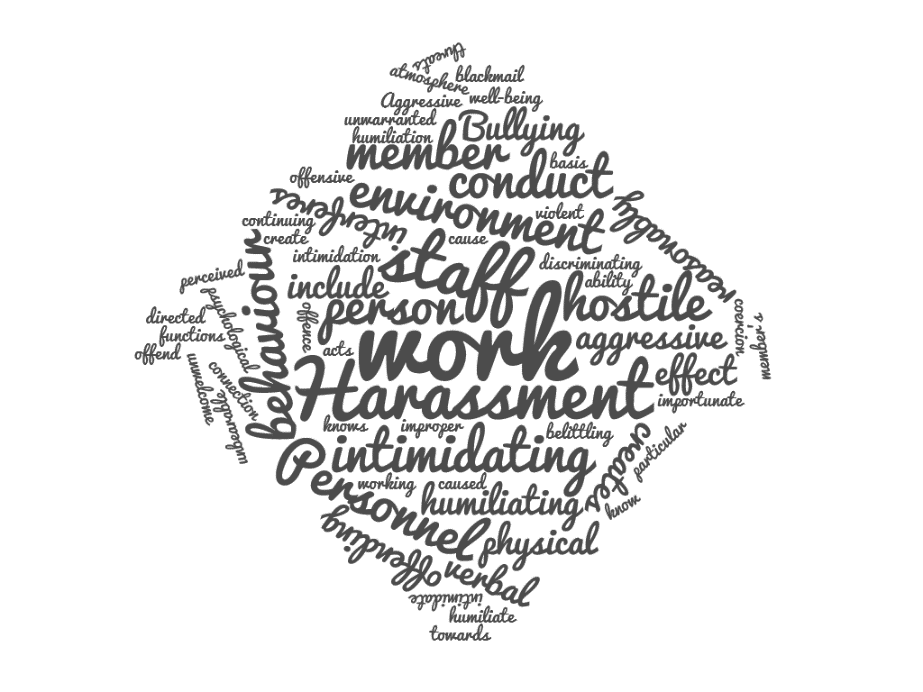 threats
atmosphere
blackmail
Aggressive
well-being
unwarranted
Bullying
humiliation
member
basis
conduct
offensive
environment
interferes
reasonably
violent
continuing
create
cause
intimidation
staff
discriminating
behaviour
perceived
psychological
include
ability
person
hostile
coercion
member's
directed
functions
offend
offence
acts
work
aggressive
unwelcome
connection
unbearable
Harassment
effect
importunate
knows
improper
belittling
creates
particular
intimidating
Personnel
working
caused
humiliating
know
offending
physical
verbal
intimidate
humiliate
towards